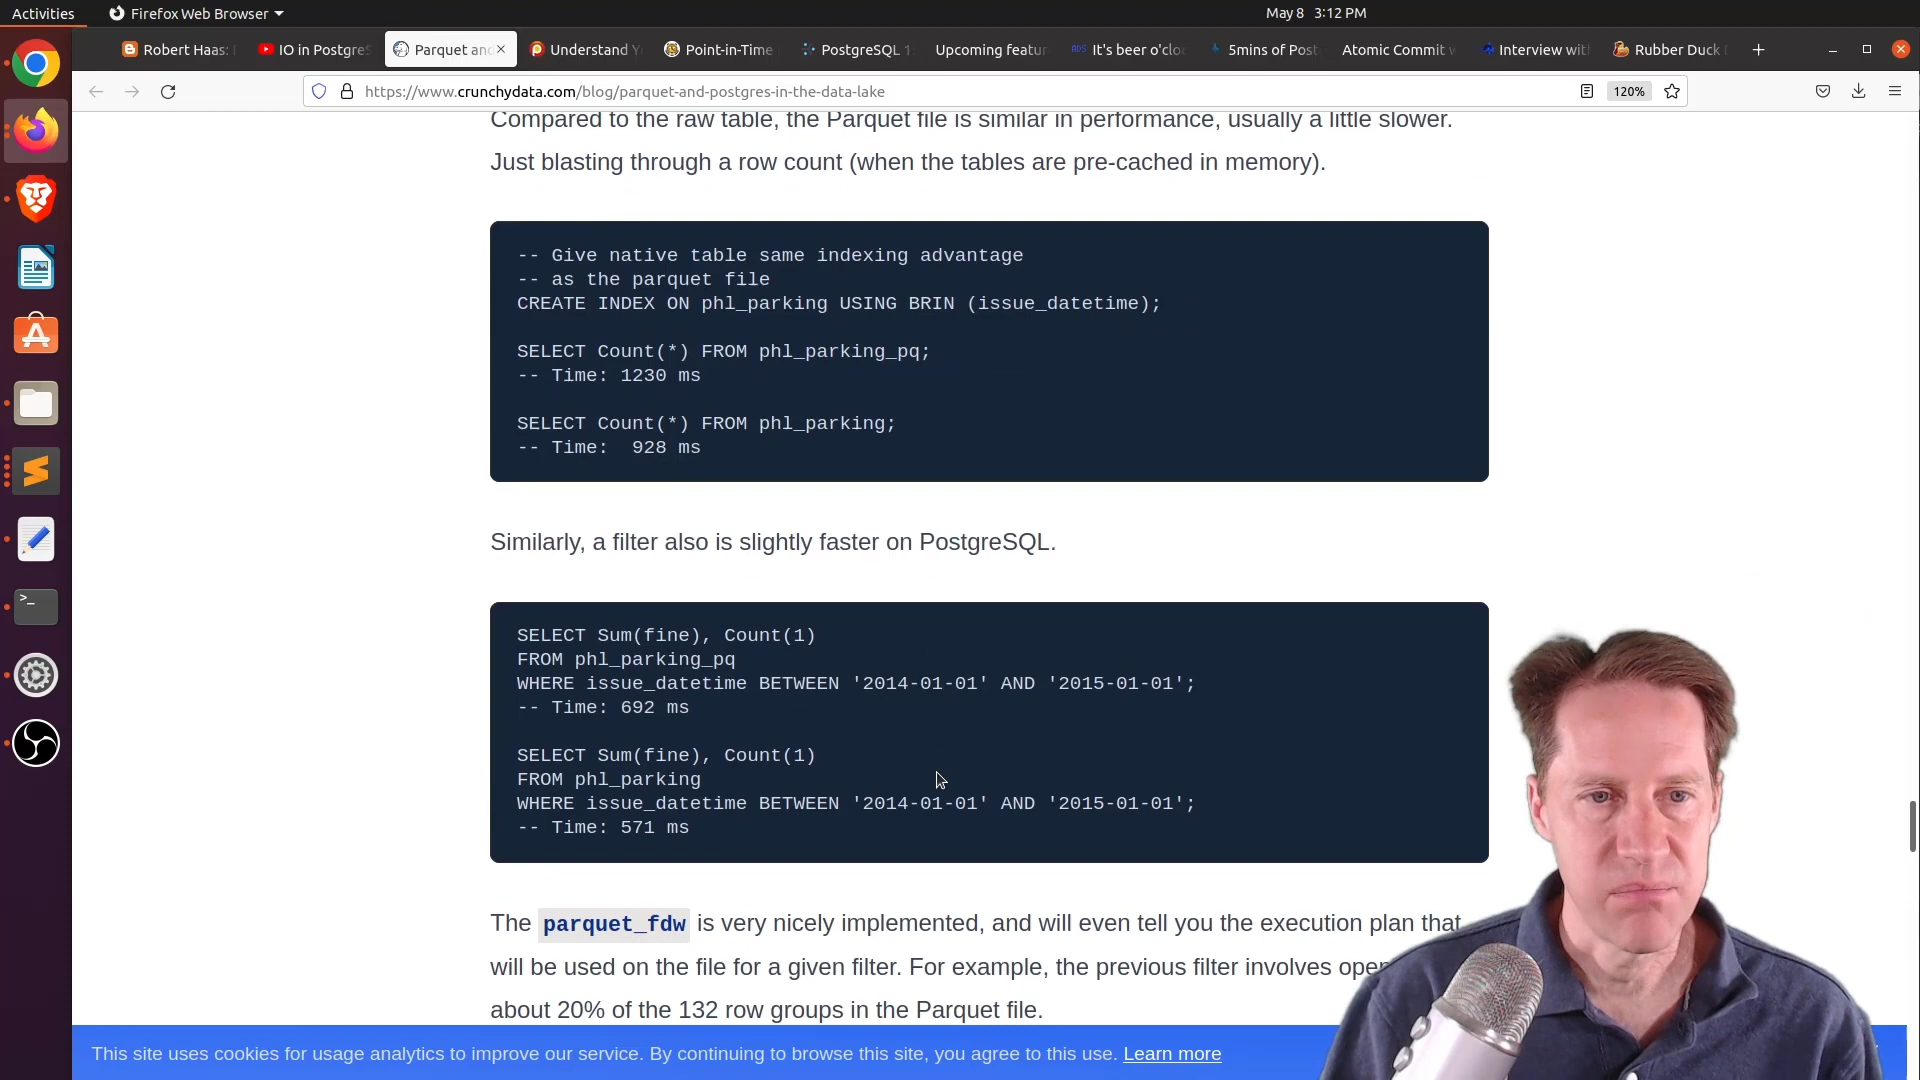 Activities
Firefox Web Browser
May 8 3:12 PM
Robert Haas:
IO in PostgreS
Parquet and
Understand Y
Point-in-Time
PostgreSQL 1
Upcoming featur
It's beer o'cloc
5mins of Post
Atomic Commit w
Interview with
Rubber Duck
https://www.crunchydata.com/blog/parquet-and-postgres-in-the-data-lake
120%
Compared to the raw table, the Parquet file is similar in performance, usually a little slower.
Just blasting through a row count (when the tables are pre-cached in memory).
-- Give native table same indexing advantage
-- as the parquet file
CREATE INDEX ON phl_parking USING BRIN (issue_datetime);
SELECT Count(*) FROM phl_parking_pq;
-- Time: 1230 ms
SELECT Count(*) FROM phl_parking;
-- Time:  928 ms
Similarly, a filter also is slightly faster on PostgreSQL.
SELECT Sum(fine), Count(1)
FROM phl_parking_pq
WHERE issue_datetime BETWEEN '2014-01-01' AND '2015-01-01';
-- Time: 692 ms
SELECT Sum(fine), Count(1)
FROM phl_parking
WHERE issue_datetime BETWEEN '2014-01-01' AND '2015-01-01';
-- Time: 571 ms
The parquet_fdw is very nicely implemented, and will even tell you the execution plan that
will be used on the file for a given filter. For example, the previous filter involves ope
about 20% of the 132 row groups in the Parquet file.
This site uses cookies for usage analytics to improve our service. By continuing to browse this site, you agree to this use. Learn more